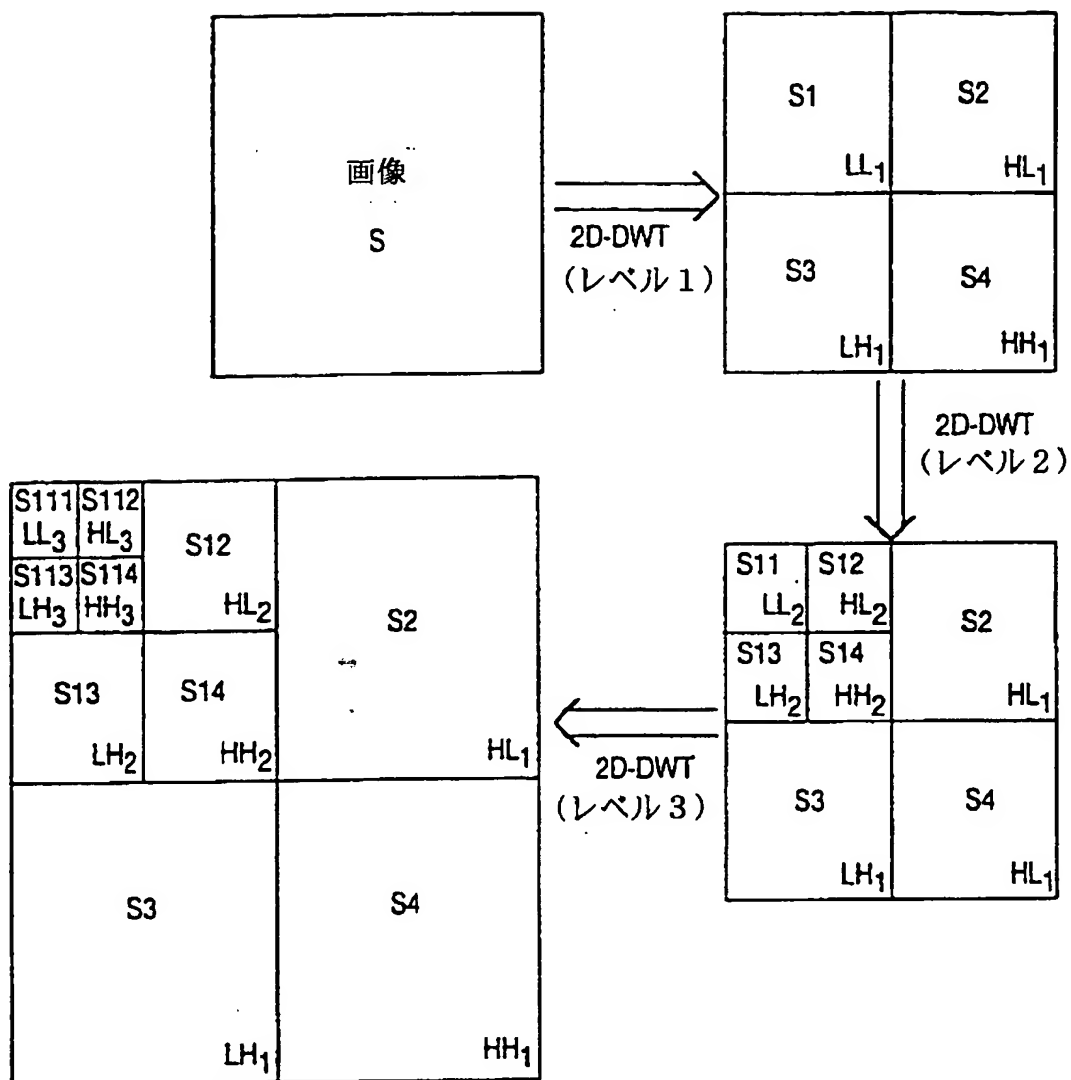 画像
S
2D-DWT
(レベル1)
S1
LL1
S2
HL1
S3
LH1
S4
HH1
2D-DWT
(レベル2)
S11
LL2
S12
HL2
S13
LH2
S14
HH2
S2
HL1
S3
LH1
S4
HL1
2D-DWT
(レベル3)
S111
LL3
S112
HL3
S113
LH3
S114
HH3
S12
HL2
S13
LH2
S14
HH2
S2
HL1
S3
LH1
S4
HH1